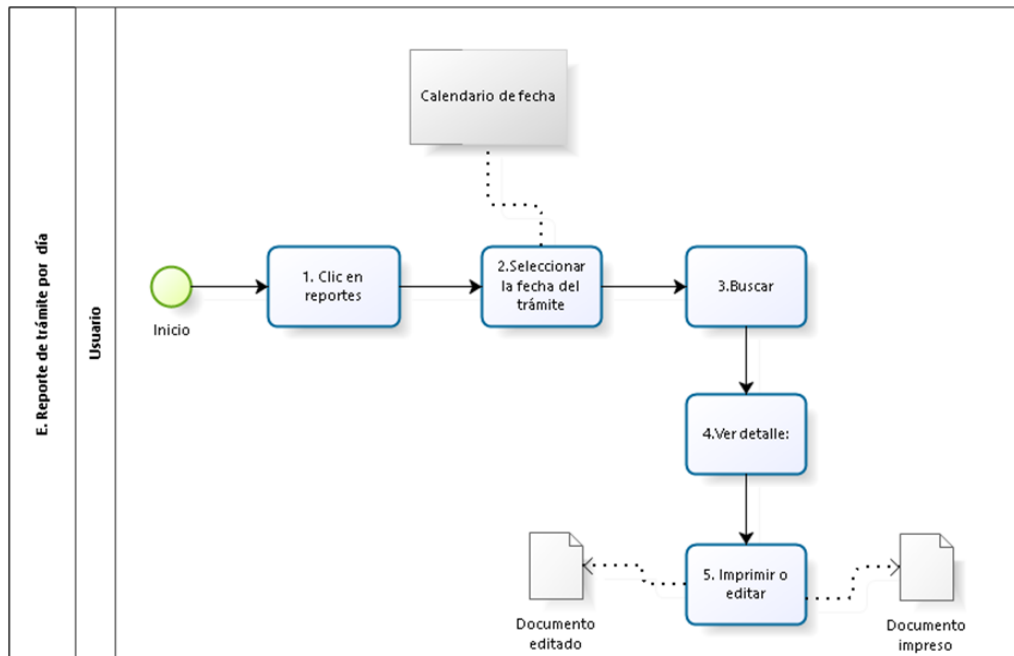 E. Reporte de trámite por día
Usuario
Calendario de fecha
Inicio
1. Clic en
reportes
2.Seleccionar
la fecha del
trámite
3.Buscar
4.Ver detalle:
5. Imprimir o
editar
Documento
editado
Documento
impreso